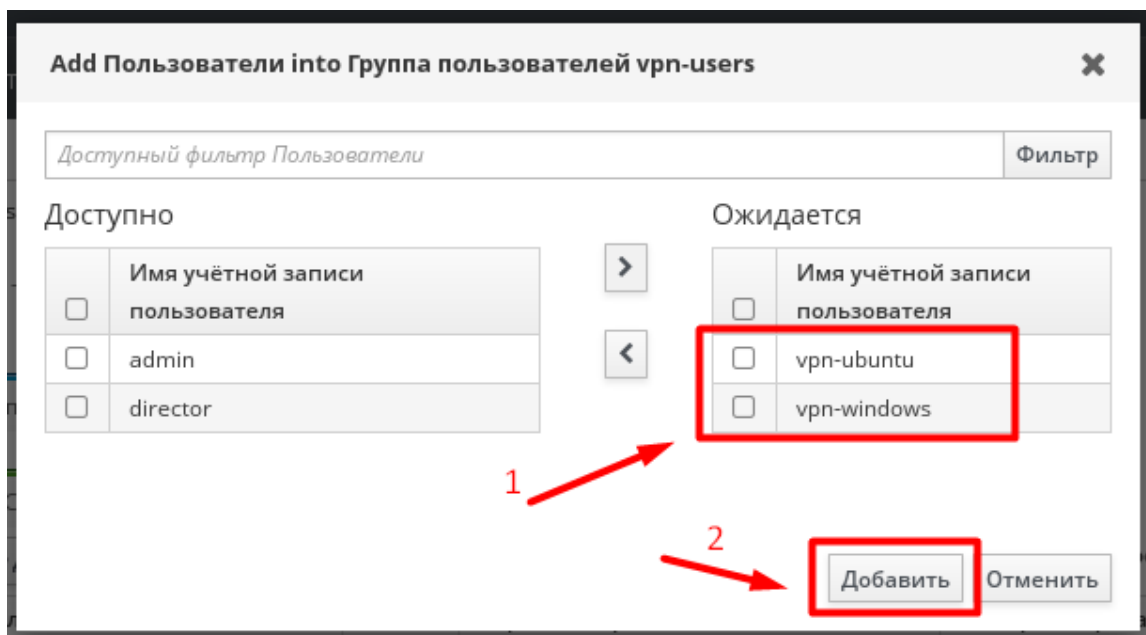 Add Пользователи into Группа пользователей vpn-users
Доступный фильтр Пользователи
Фильтр
Доступно
Имя учётной записи
пользователя
admin
director
Ожидается
Имя учётной записи
пользователя
vpn-ubuntu
vpn-windows
1
2
Добавить
Отменить